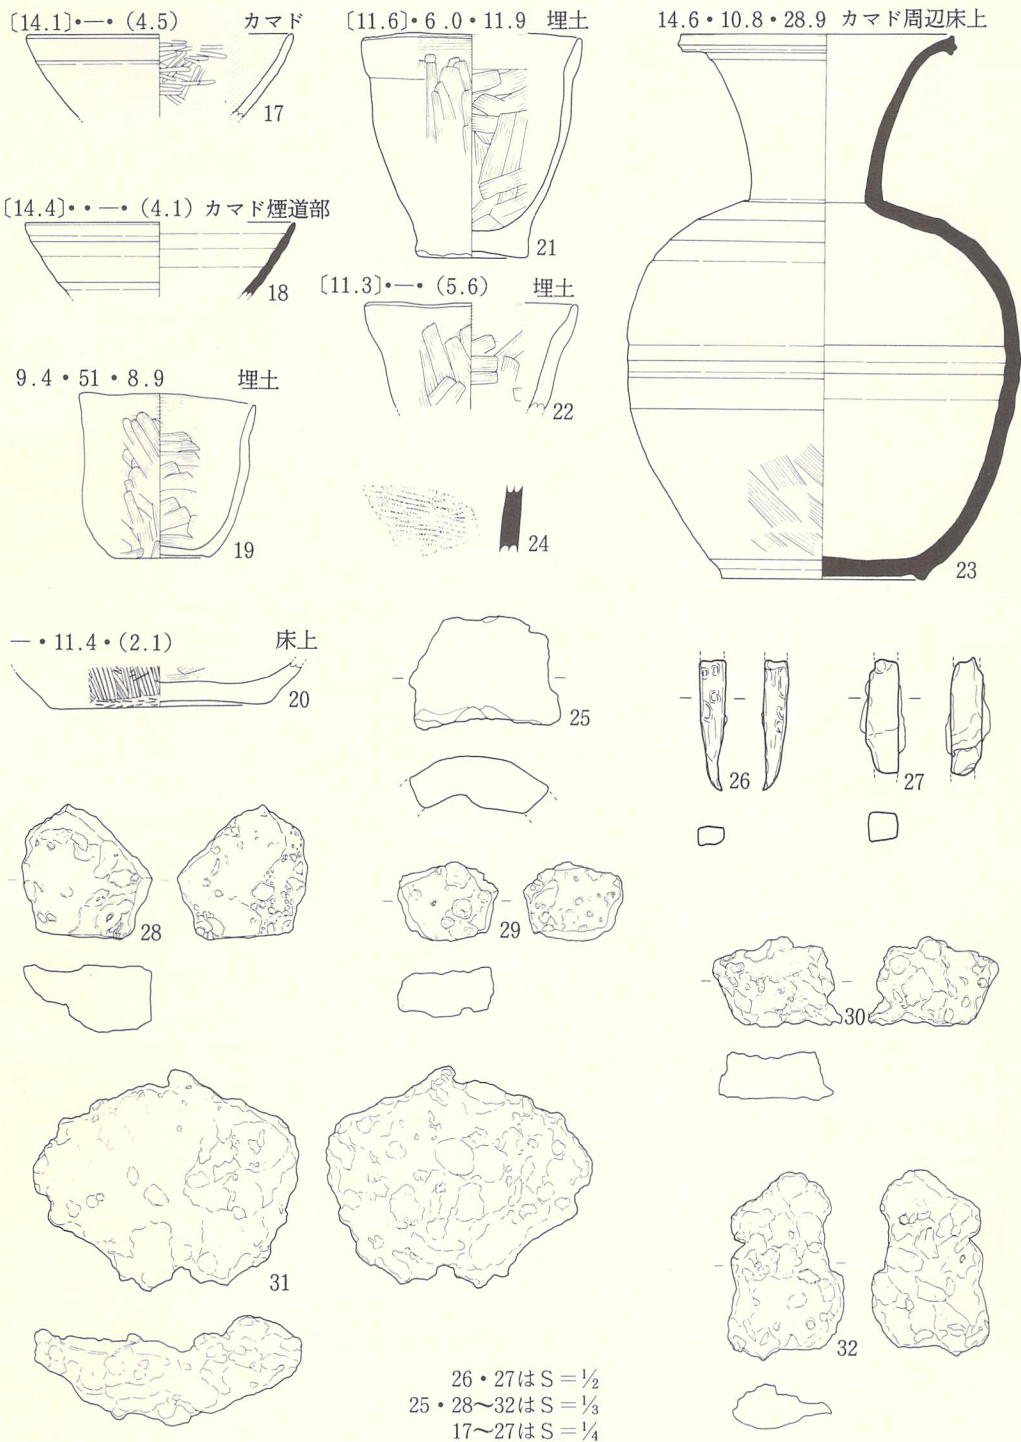 〔14.1〕・―・（4.5） カマド
17
〔14.4〕・・―・（4.1）カマド煙道部
18
9.4・51・8.9 埋土
19
―・11.4・(2.1) 床上
20
〔11.6〕・6.0・11.9 埋土
21
〔11.3〕・―・（5.6） 埋土
22
14.6・10.8・28.9 カマド周辺床上
23
24
25
26
27
28
29
30
31
32
26・27はS＝½
25・28〜32はS＝⅓
17〜27はS＝¼